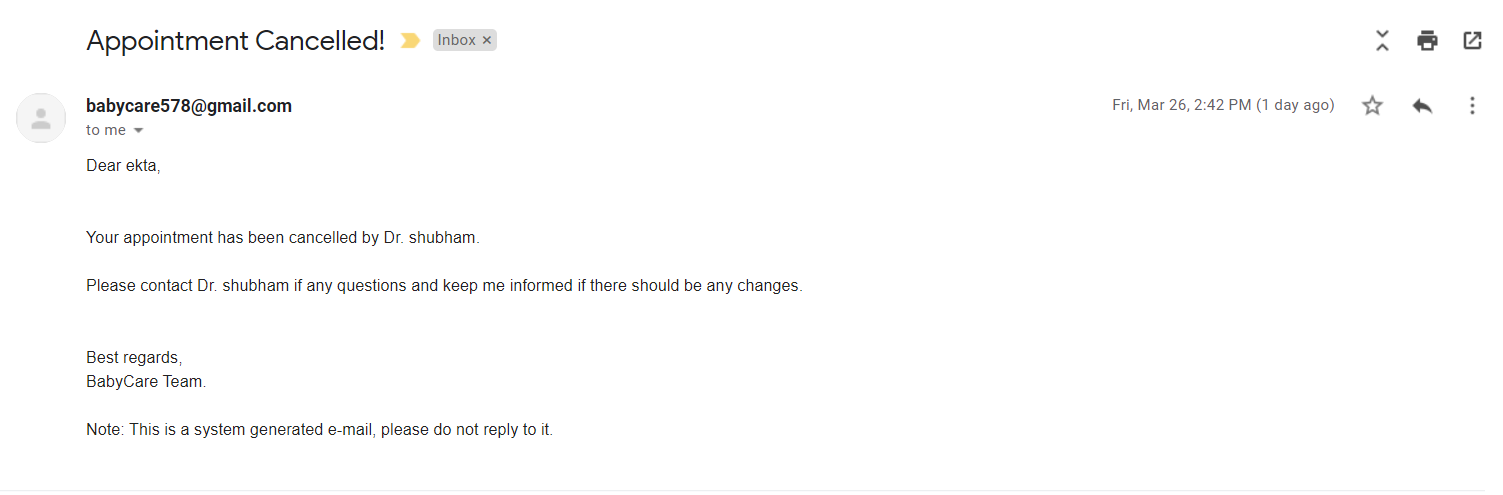 Appointment Cancelled! Inbox ×
babycare578@gmail.com Fri, Mar 26, 2:42 PM (1 day ago)
to me
Dear ekta,
Your appointment has been cancelled by Dr. shubham.
Please contact Dr. shubham if any questions and keep me informed if there should be any changes.
Best regards,
BabyCare Team.
Note: This is a system generated e-mail, please do not reply to it.